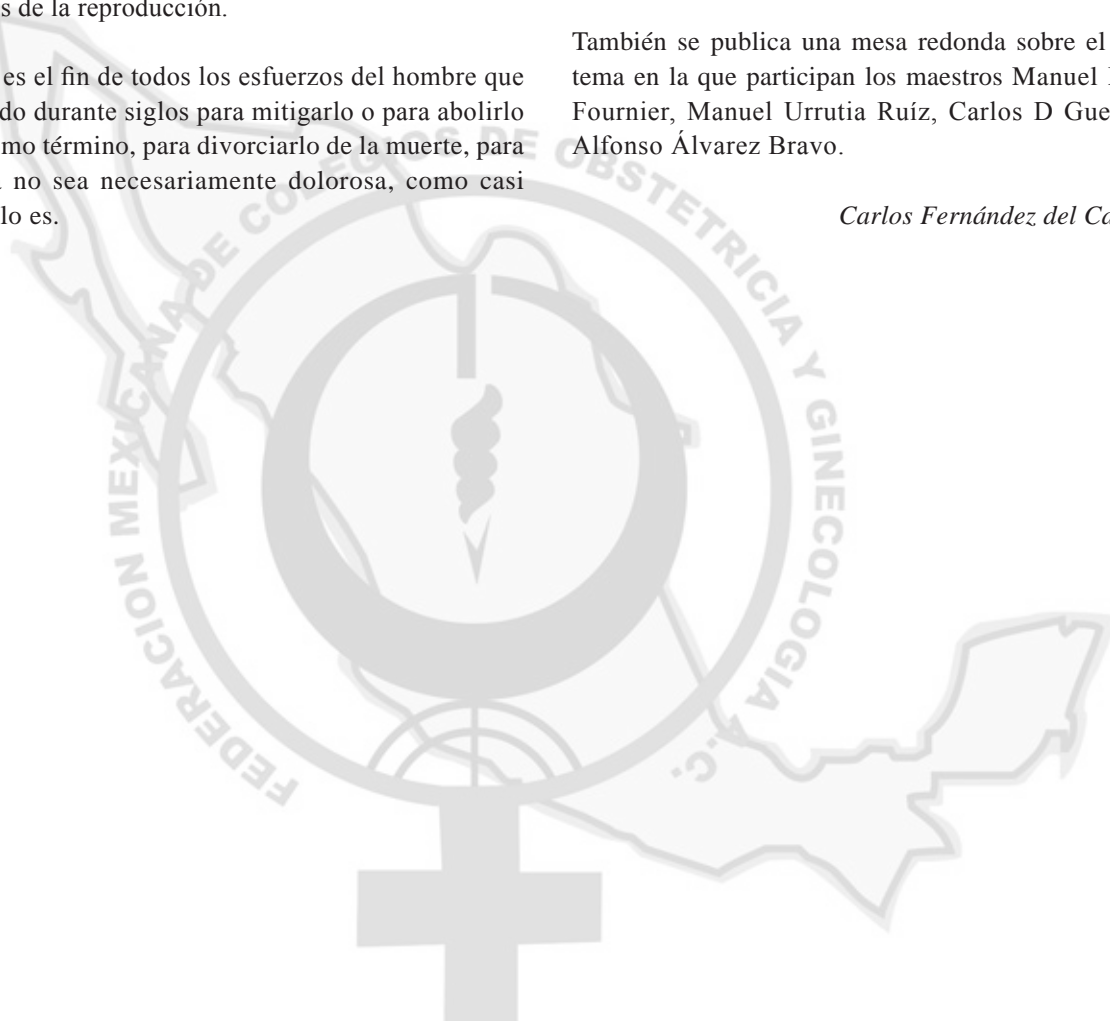 s de la reproducción.
es el fin de todos los esfuerzos del hombre que
do durante siglos para mitigarlo o para abolirlo
mo término, para divorciarlo de la muerte, para
no sea necesariamente dolorosa, como casi
lo es.
También se publica una mesa redonda sobre el
tema en la que participan los maestros Manuel
Fournier, Manuel Urrutia Ruíz, Carlos D Gue
Alfonso Álvarez Bravo.
Carlos Fernández del Ca
FEDERACION MEXICANA DE COLEGIOS DE OBSTETRICIA Y GINECOLOGIA A.C.